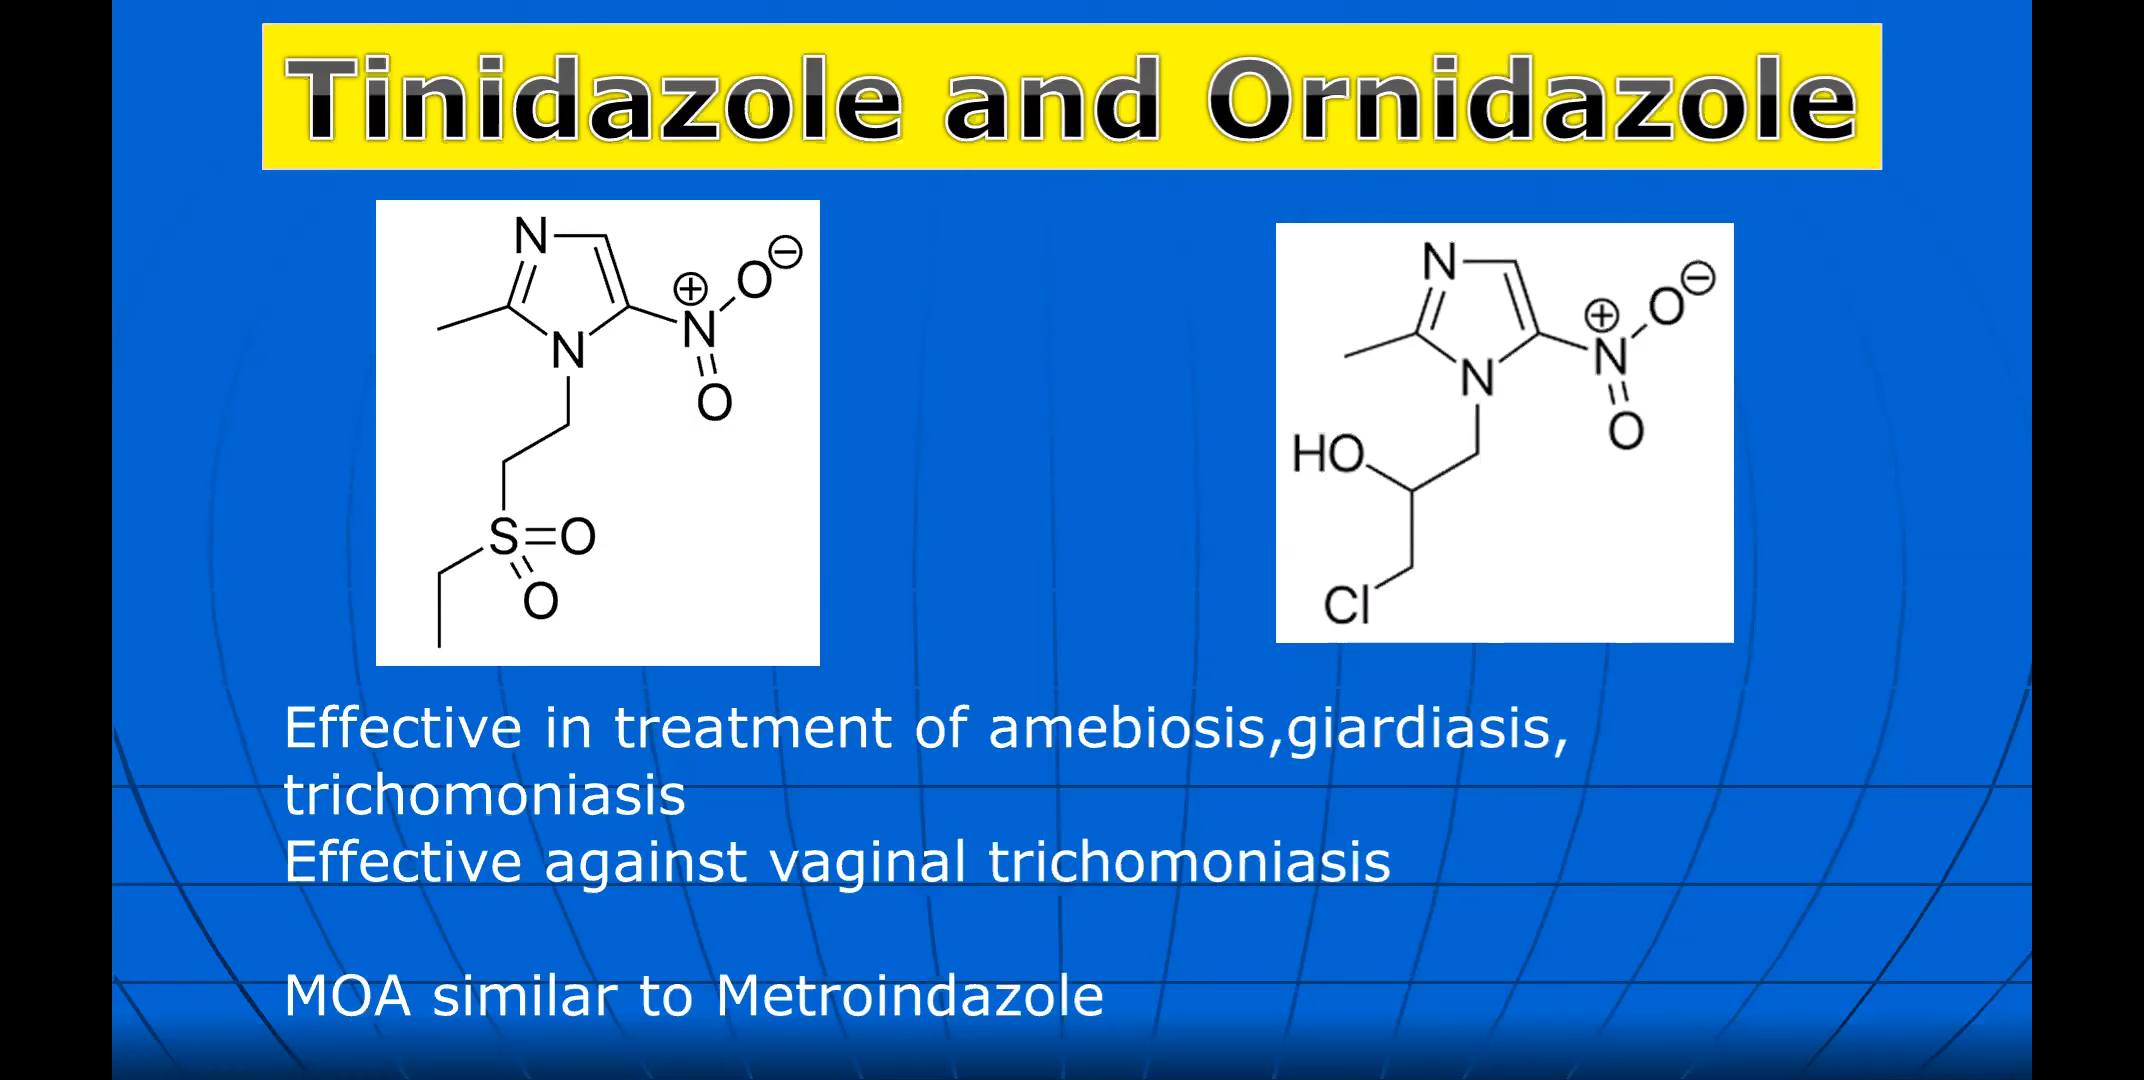 Tinidazole and Ornidazole
N
N
⊕
N
O
⊖
O
S=O
O
N
N
⊕
N
O
⊖
O
HO
Cl
Effective in treatment of amebiosis,giardiasis,
trichomoniasis
Effective against vaginal trichomoniasis
MOA similar to Metroindazole